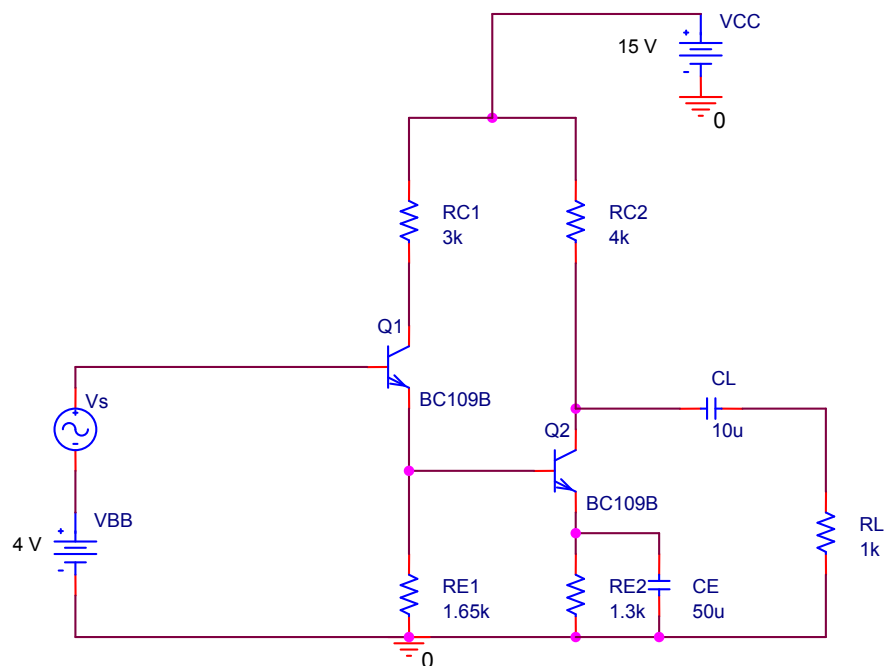 VCC
15 V
0
RC1
3k
RC2
4k
Q1
BC109B
Vs
CL
10u
Q2
BC109B
VBB
4 V
RL
1k
RE1
1.65k
RE2
1.3k
CE
50u
0